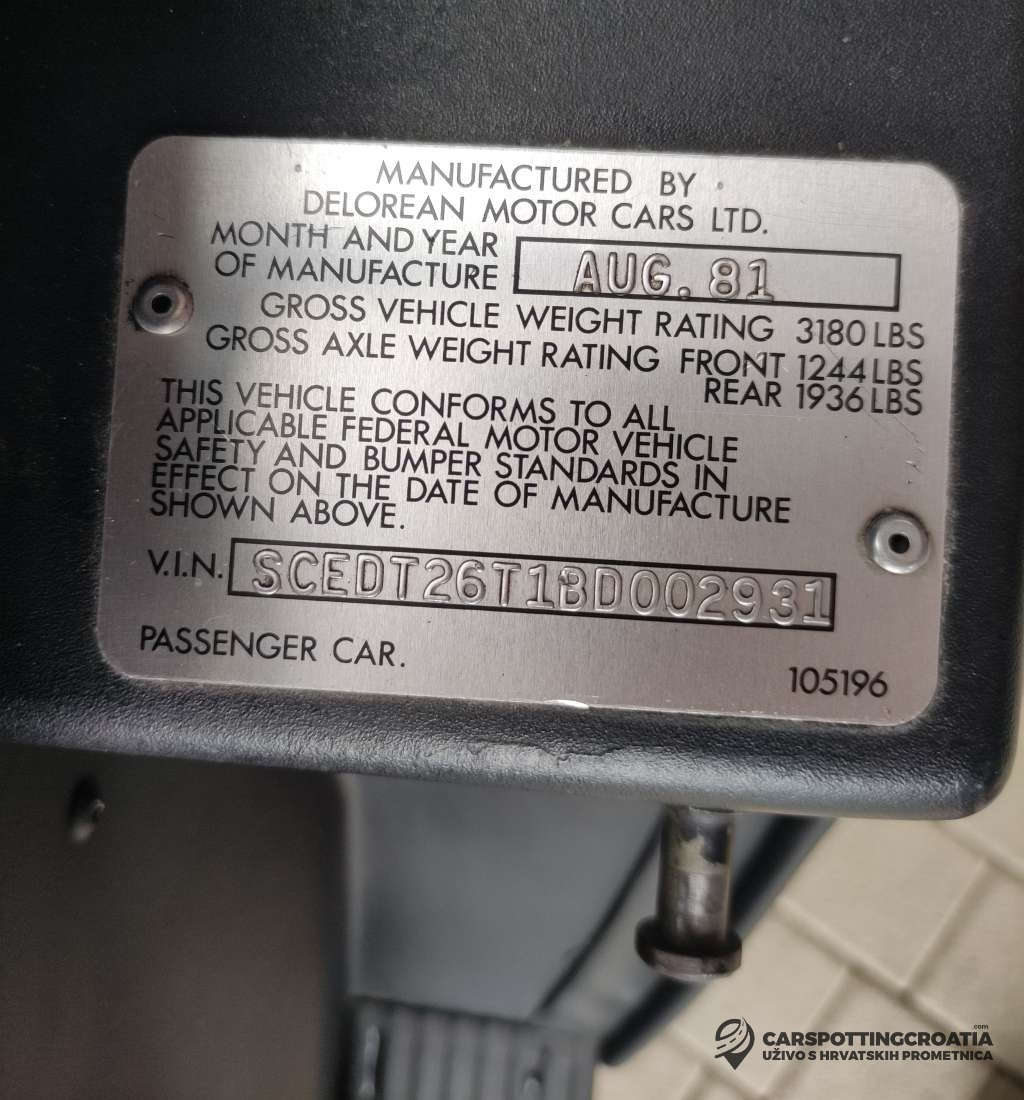 MANUFACTURED BY
DELOREAN MOTOR CARS LTD.
MONTH AND YEAR
OF MANUFACTURE AUG. 81
GROSS VEHICLE WEIGHT RATING 3180 LBS
GROSS AXLE WEIGHT RATING FRONT 1244 LBS
REAR 1936 LBS
THIS VEHICLE CONFORMS TO ALL
APPLICABLE FEDERAL MOTOR VEHICLE
SAFETY AND BUMPER STANDARDS IN
EFFECT ON THE DATE OF MANUFACTURE
SHOWN ABOVE.
V.I.N. SCEDT26T1BD002931
PASSENGER CAR.
105196
CARSPOTTINGCROATIA.com
UŽIVO S HRVATSKIH PROMETNICA